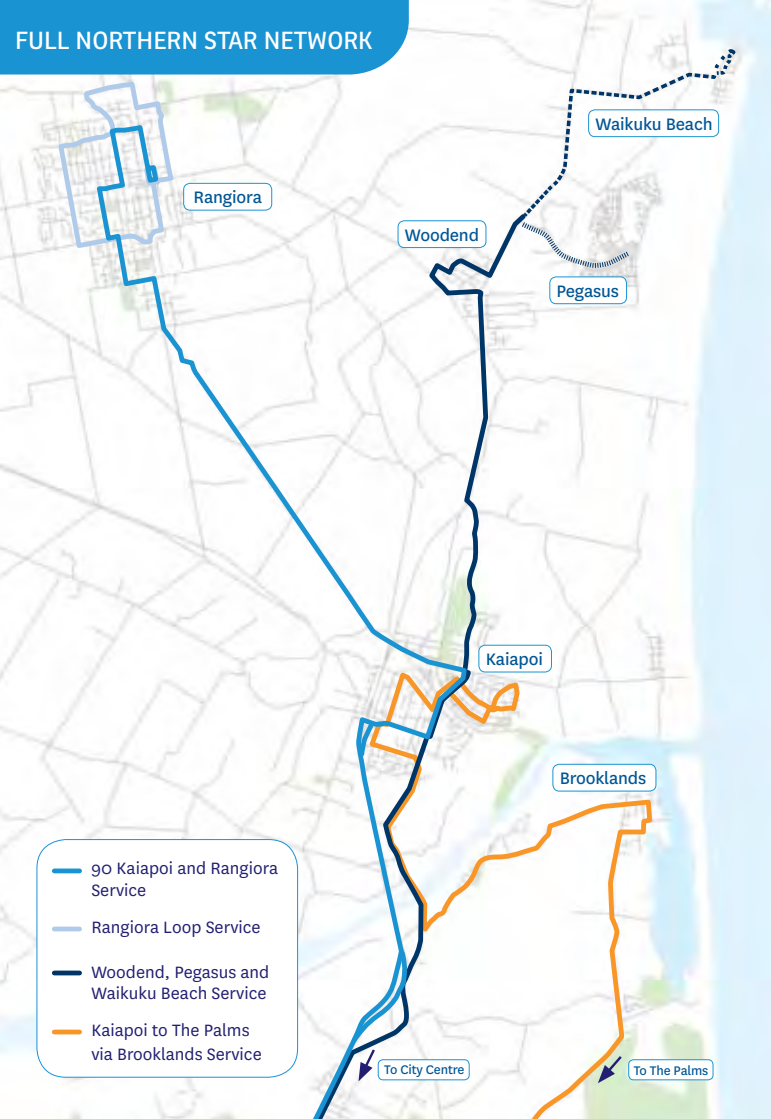 FULL NORTHERN STAR NETWORK
Waikuku Beach
Rangiora
Woodend
Pegasus
Kaiapoi
Brooklands
90 Kaiapoi and Rangiora
Service
Rangiora Loop Service
Woodend, Pegasus and
Waikuku Beach Service
Kaiapoi to The Palms
via Brooklands Service
To City Centre
To The Palms